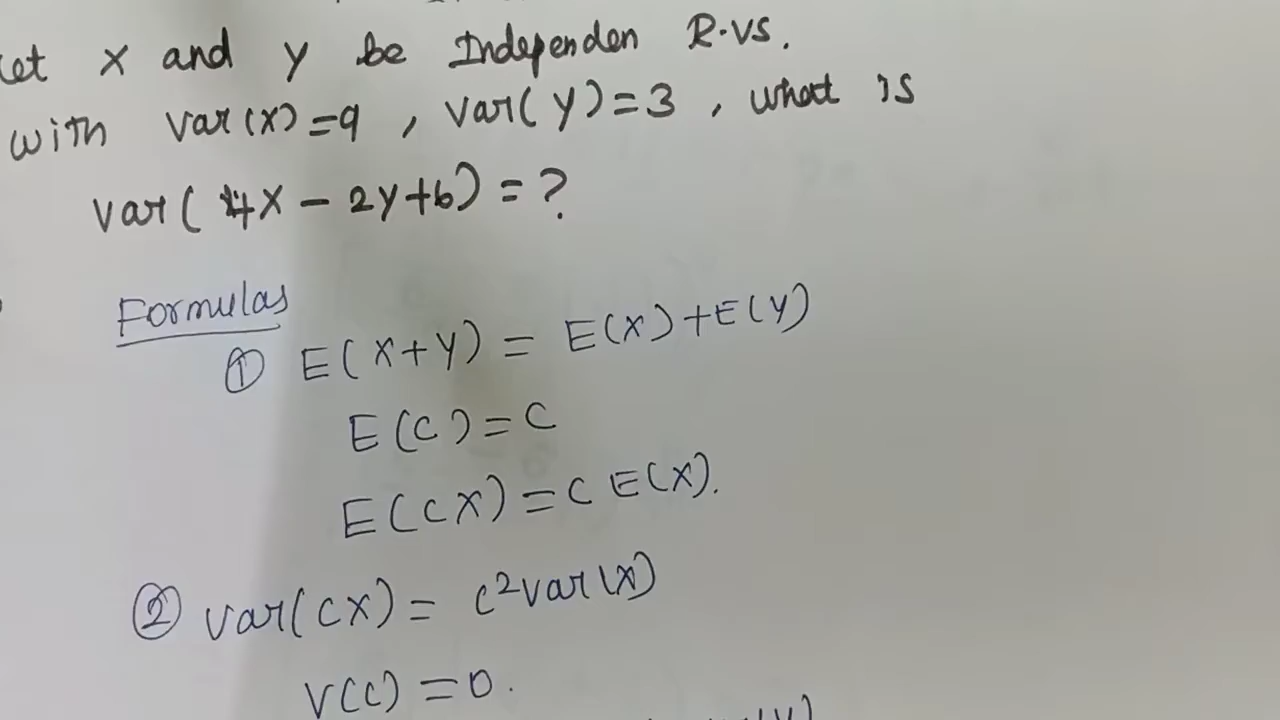 Let x and y be Independen R.VS.
with var(x)=9, var(y)=3, what is
var(4x - 2y+6) = ?
Formulas
① E(x+y) = E(x)+E(y)
E(c) = c
E(cx) = c E(x).
② var(cx) = c²var(x)
V(c) = 0.